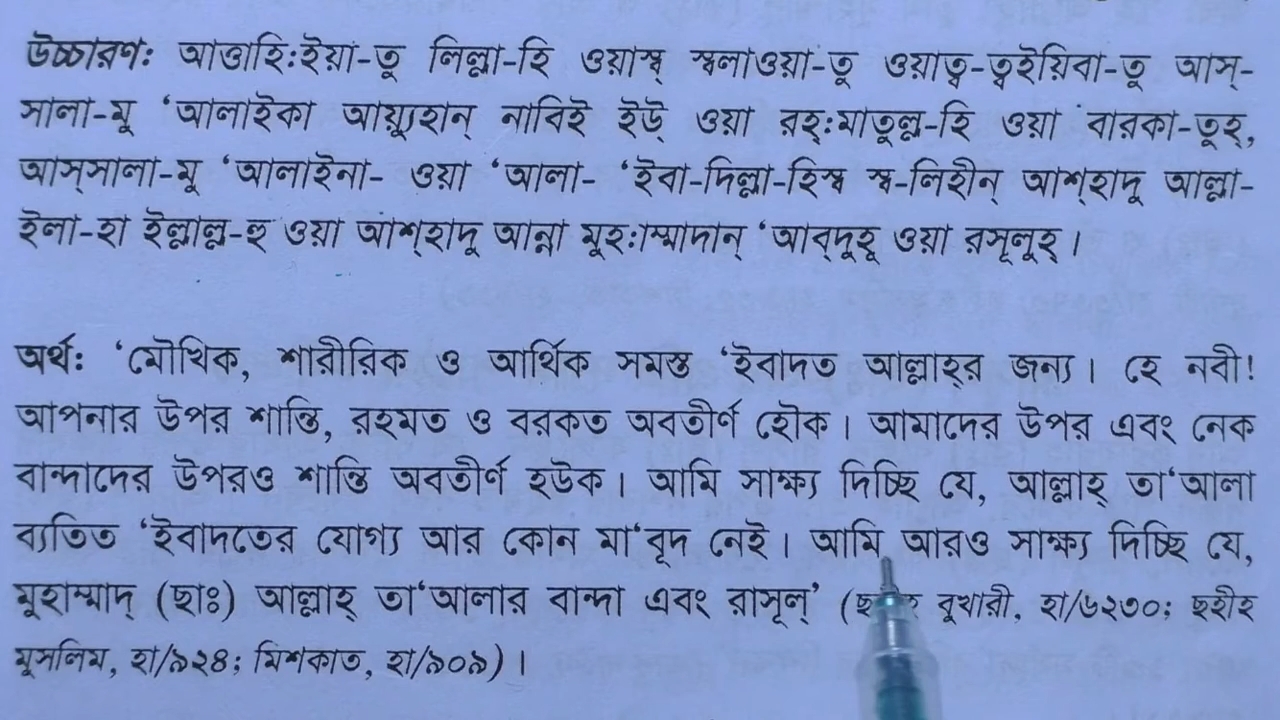 উচ্চারণ: আত্তাহি:ইয়া-তু লিল্লা-হি ওয়াস্ব স্বলাওয়া-তু ওয়াত্ব-ত্বইয়িবা-তু আস্-
সালা-মু ‘আলাইকা আয়্যুহান্ নাবিই ইউ্ ওয়া রহ্:মাতুল্ল-হি ওয়া বারকা-তুহ্,
আস্সালা-মু ‘আলাইনা- ওয়া ‘আলা- ‘ইবা-দিল্লা-হিস্ব স্ব-লিহীন্ আশ্হাদু আল্লা-
ইলা-হা ইল্লাল্ল-হু ওয়া আশ্হাদু আন্না মুহ:াম্মাদান্ ‘আব্দুহূ ওয়া রসূলুহ্।
অর্থ: ‘মৌখিক, শারীরিক ও আর্থিক সমস্ত ‘ইবাদত আল্লাহ্‌র জন্য। হে নবী!
আপনার উপর শান্তি, রহমত ও বরকত অবতীর্ণ হৌক। আমাদের উপর এবং নেক
বান্দাদের উপরও শান্তি অবতীর্ণ হউক। আমি সাক্ষ্য দিচ্ছি যে, আল্লাহ্ তা‘আলা
ব্যতিত ‘ইবাদতের যোগ্য আর কোন মা‘বূদ নেই। আমি আরও সাক্ষ্য দিচ্ছি যে,
মুহাম্মাদ্ (ছাঃ) আল্লাহ্ তা‘আলার বান্দা এবং রাসূল্’ ( বুখারী, হা/৬২৩০; ছহীহ
মুসলিম, হা/৯২৪; মিশকাত, হা/৯০৯)।